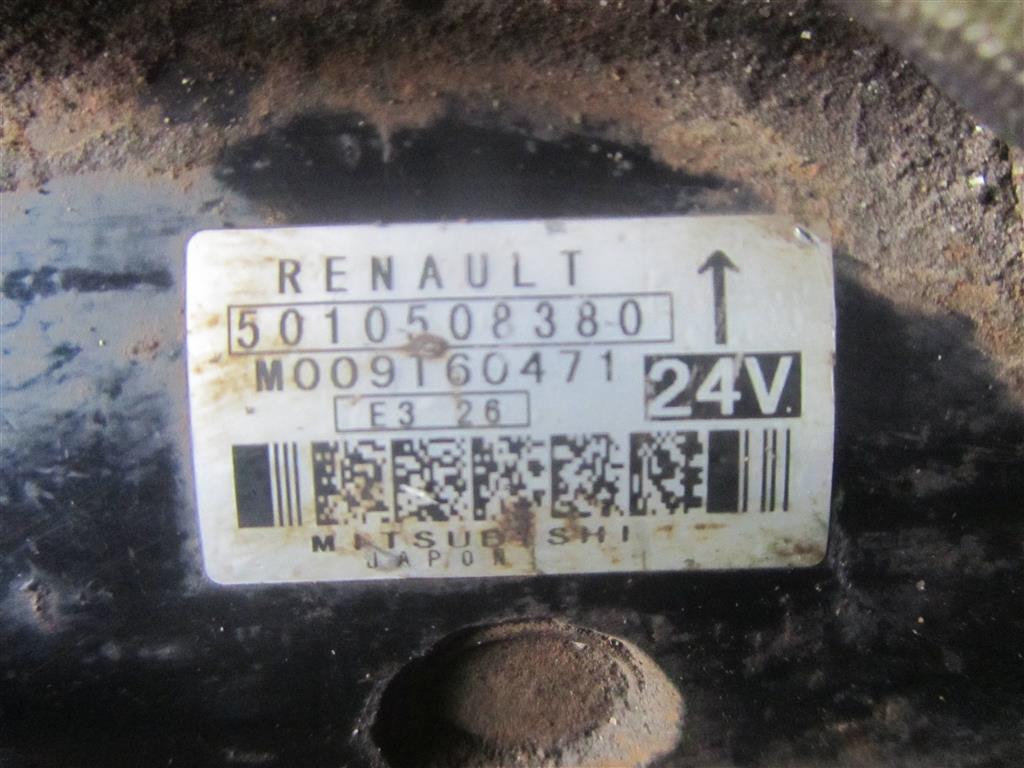 RENAULT
↑
5010508380
M009T60471
24V.
E3 26
MITSUBISHI
JAPON